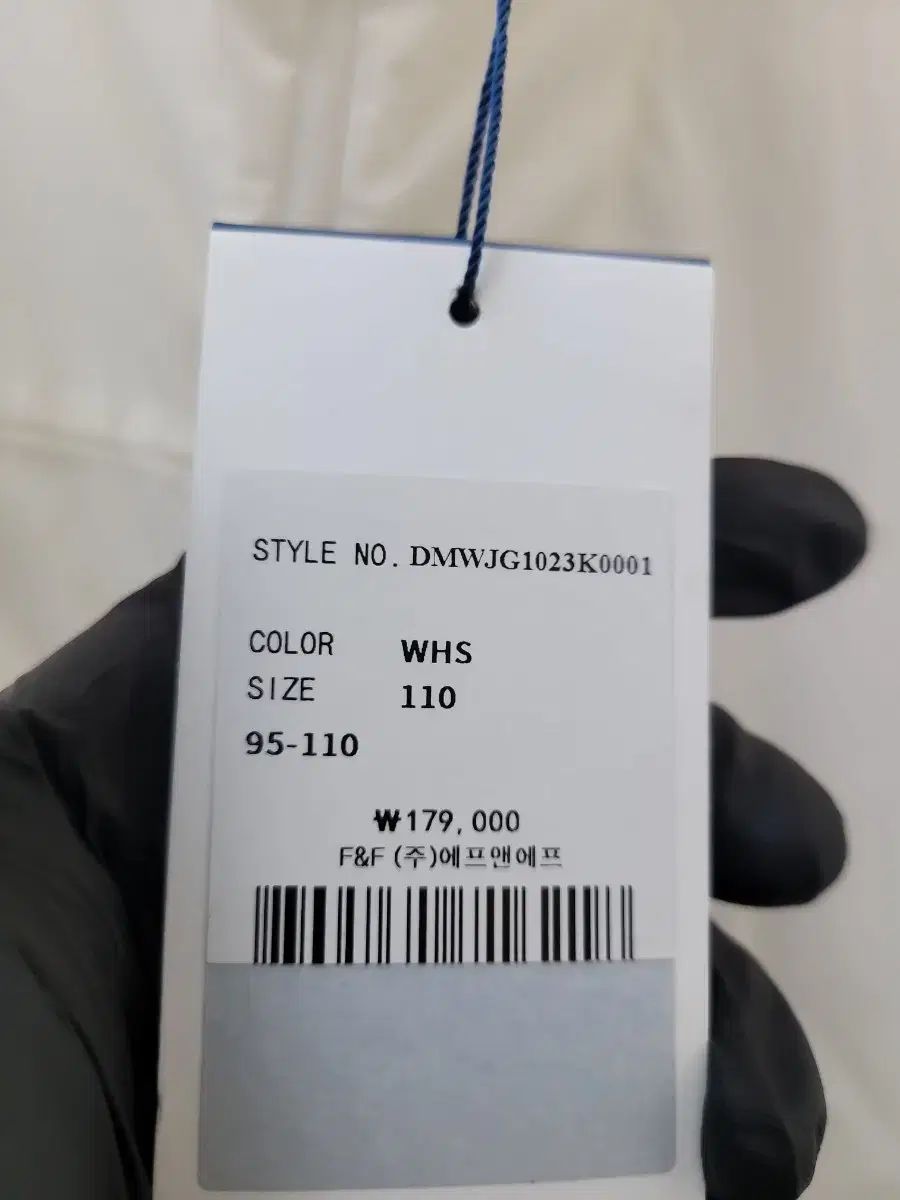 STYLE NO. DMWJG1023K0001
COLOR WHS
SIZE 110
95-110
₩179,000
F&F (주)에프앤에프